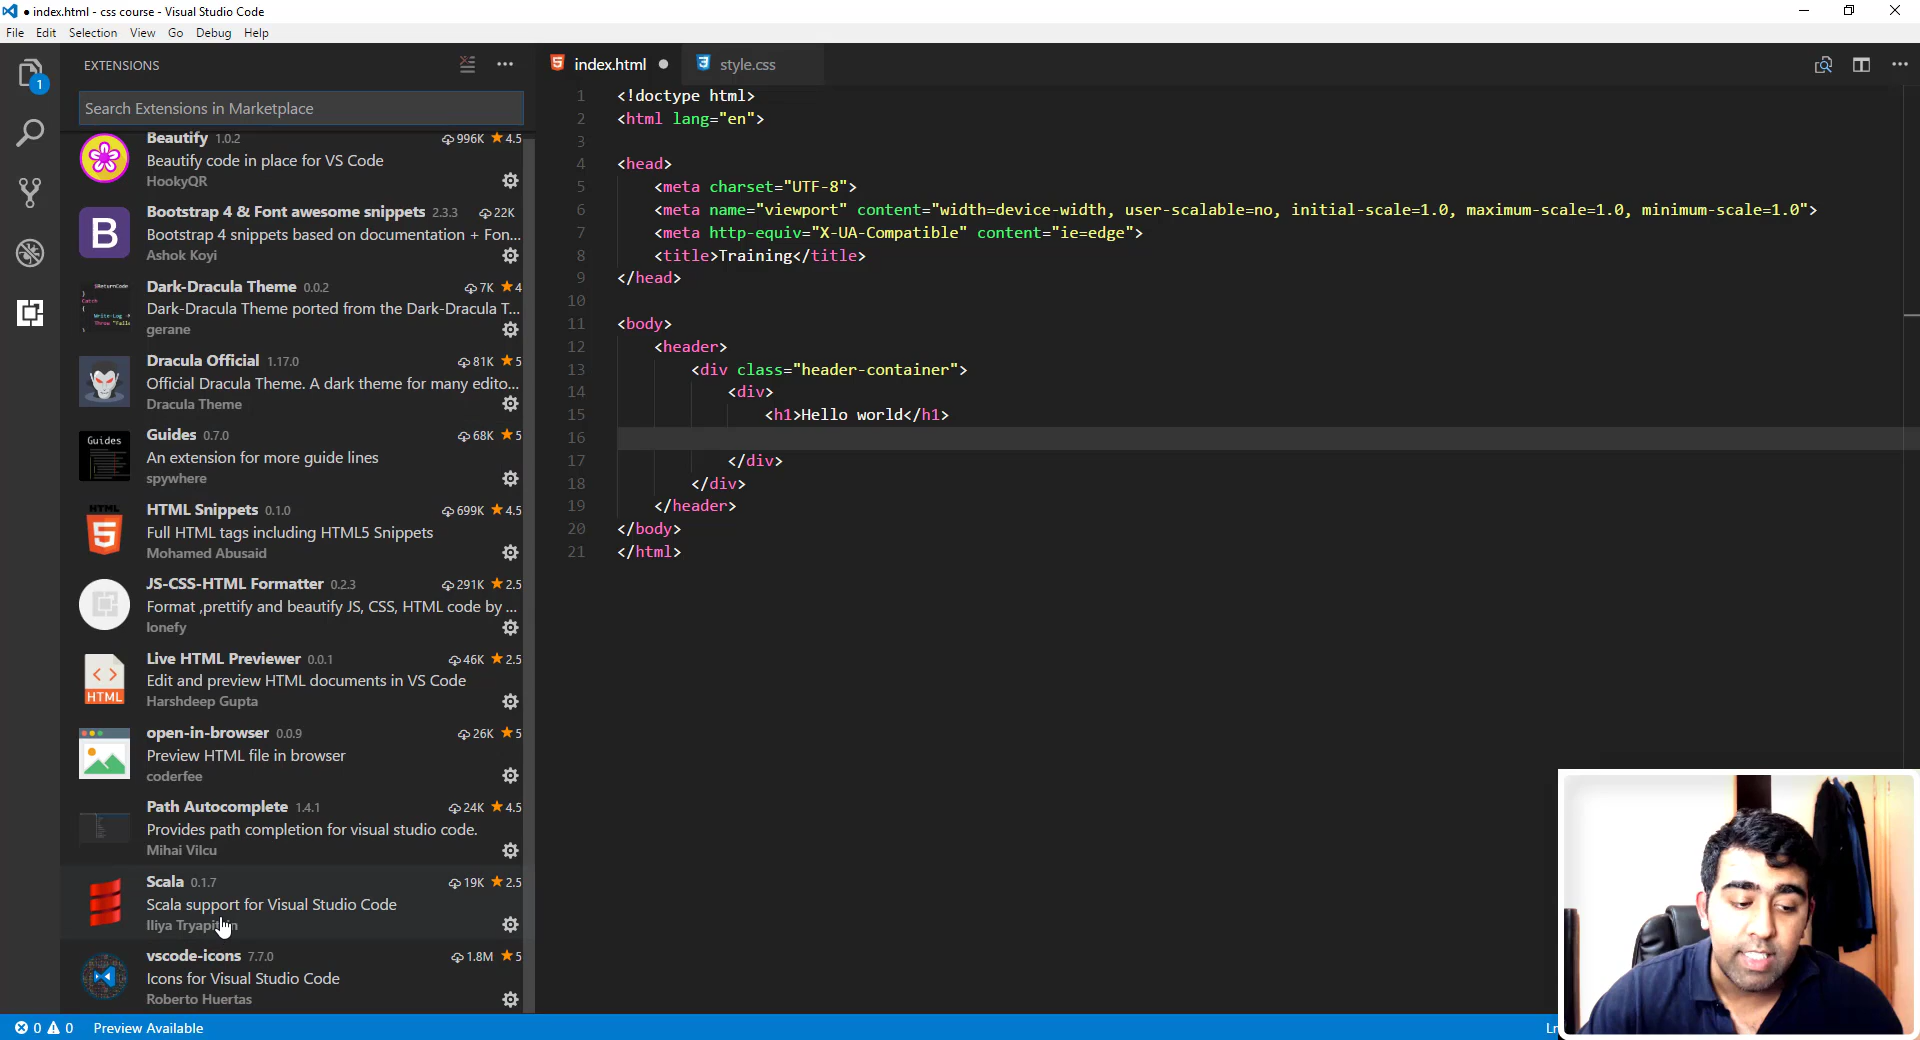 index.html - css course - Visual Studio Code
File Edit Selection View Go Debug Help
EXTENSIONS
Search Extensions in Marketplace
Beautify 1.0.2 996K 4.5
Beautify code in place for VS Code
HookyQR
Bootstrap 4 & Font awesome snippets 2.3.3 22K
Bootstrap 4 snippets based on documentation + Fon...
Ashok Koyi
Dark-Dracula Theme 0.0.2 7K 4
Dark-Dracula Theme ported from the Dark-Dracula T...
gerane
Dracula Official 1.17.0 81K 5
Official Dracula Theme. A dark theme for many edito...
Dracula Theme
Guides 0.7.0 68K 5
An extension for more guide lines
spywhere
HTML Snippets 0.1.0 699K 4.5
Full HTML tags including HTML5 Snippets
Mohamed Abusaid
JS-CSS-HTML Formatter 0.2.3 291K 2.5
Format ,prettify and beautify JS, CSS, HTML code by ...
lonefy
Live HTML Previewer 0.0.1 46K 2.5
Edit and preview HTML documents in VS Code
Harshdeep Gupta
open-in-browser 0.0.9 26K 5
Preview HTML file in browser
coderfee
Path Autocomplete 1.4.1 24K 4.5
Provides path completion for visual studio code.
Mihai Vilcu
Scala 0.1.7 19K 2.5
Scala support for Visual Studio Code
Iliya
vscode-icons 7.7.0 1.8M 5
Icons for Visual Studio Code
Roberto Huertas
index.html style.css
1 <!doctype html>
2 <html lang="en">
3
4 <head>
5 <meta charset="UTF-8">
6 <meta name="viewport" content="width=device-width, user-scalable=no, initial-scale=1.0, maximum-scale=1.0, minimum-scale=1.0">
7 <meta http-equiv="X-UA-Compatible" content="ie=edge">
8 <title>Training</title>
9 </head>
10
11 <body>
12 <header>
13 <div class="header-container">
14 <div>
15 <h1>Hello world</h1>
16
17 </div>
18 </div>
19 </header>
20 </body>
21 </html>
0 0 Preview Available